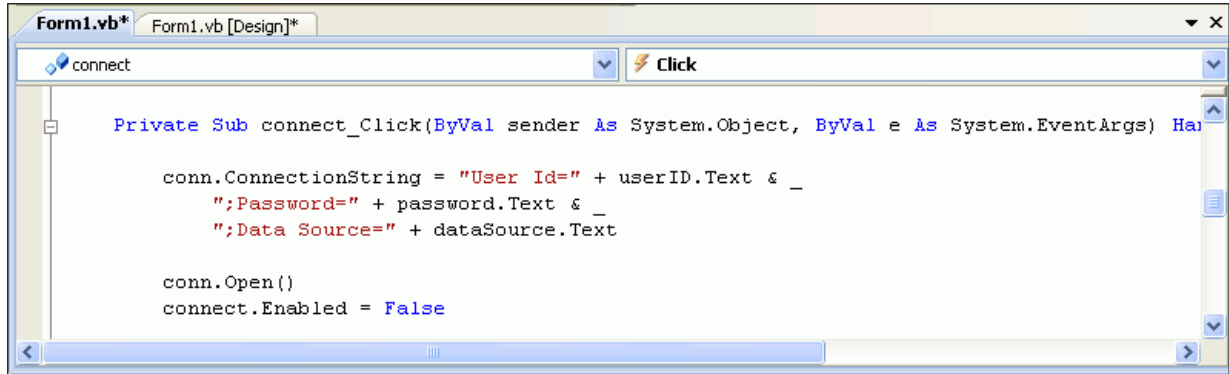 Form1.vb* Form1.vb [Design]*
connect Click
Private Sub connect_Click(ByVal sender As System.Object, ByVal e As System.EventArgs) Han
conn.ConnectionString = "User Id=" + userID.Text & _
";Password=" + password.Text & _
";Data Source=" + dataSource.Text
conn.Open()
connect.Enabled = False